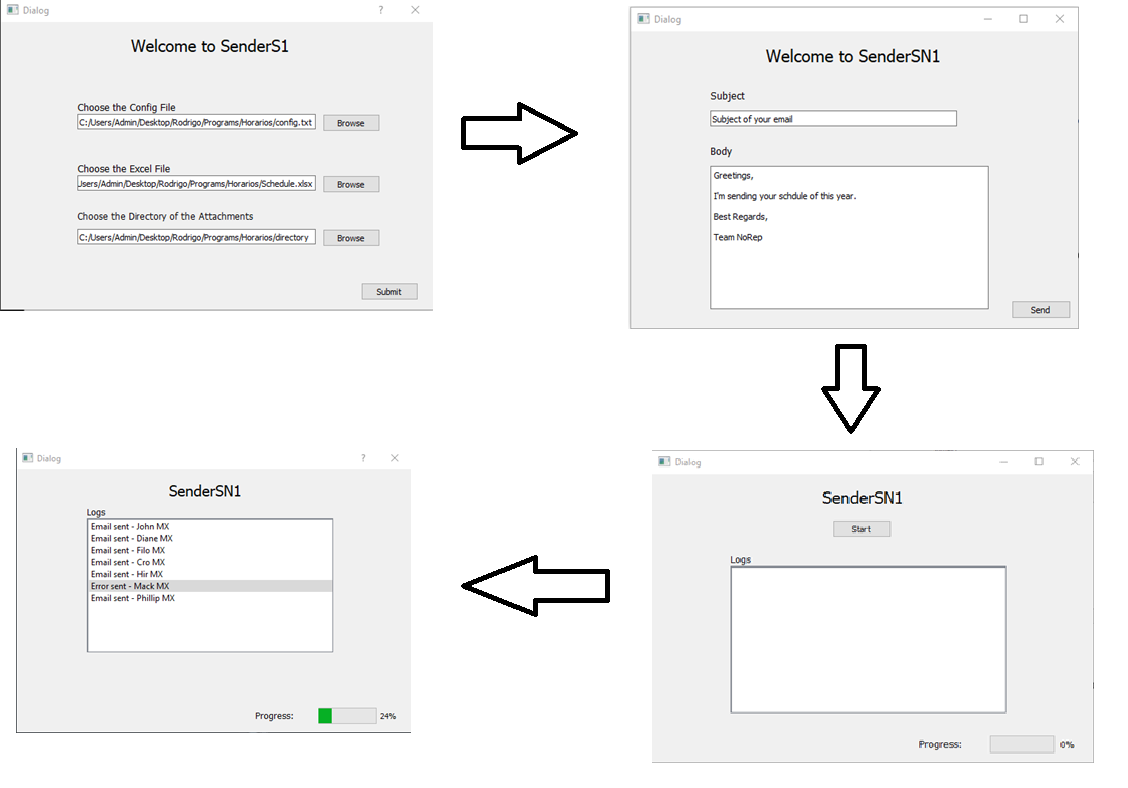 Dialog
?
Welcome to SenderS1
Choose the Config File
C:/Users/Admin/Desktop/Rodrigo/Programs/Horarios/config.txt
Browse
Choose the Excel File
Jsers/Admin/Desktop/Rodrigo/Programs/Horarios/Schedule.xlsx
Browse
Choose the Directory of the Attachments
C:/Users/Admin/Desktop/Rodrigo/Programs/Horarios/directory
Browse
Submit
Dialog
Welcome to SenderSN1
Subject
Subject of your email
Body
Greetings,
I'm sending your schdule of this year.
Best Regards,
Team NoRep
Send
Dialog
SenderSN1
Start
Logs
Progress:
0%
Dialog
?
SenderSN1
Logs
Email sent - John MX
Email sent - Diane MX
Email sent - Filo MX
Email sent - Cro MX
Email sent - Hir MX
Error sent - Mack MX
Email sent - Phillip MX
Progress:
24%